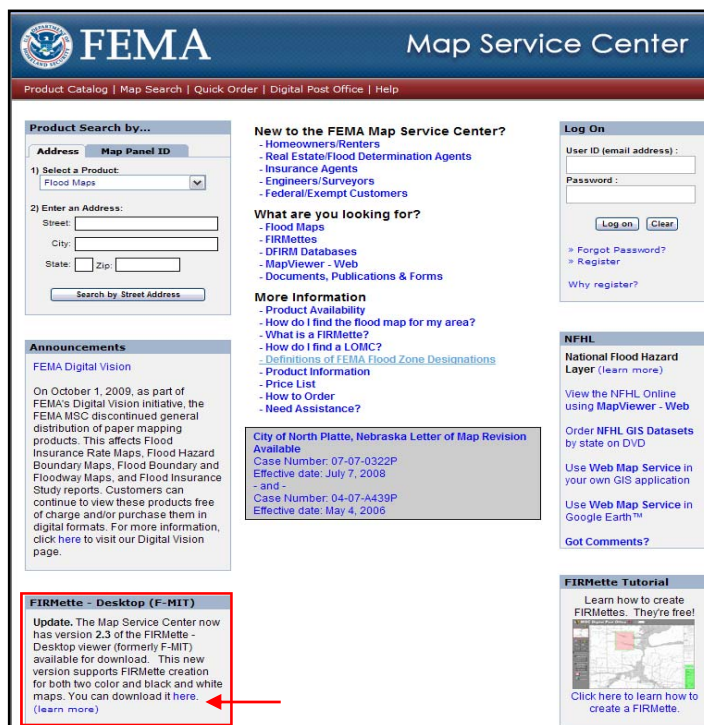 FEMA
Map Service Center
Product Catalog | Map Search | Quick Order | Digital Post Office | Help
Product Search by...
Address
Map Panel ID
1) Select a Product:
Flood Maps
2) Enter an Address:
Street:
City:
State:
Zip:
Search by Street Address
Announcements
FEMA Digital Vision
On October 1, 2009, as part of
FEMA's Digital Vision initiative, the
FEMA MSC discontinued general
distribution of paper mapping
products. This affects Flood
Insurance Rate Maps, Flood Hazard
Boundary Maps, Flood Boundary and
Floodway Maps, and Flood Insurance
Study reports. Customers can
continue to view these products free
of charge and/or purchase them in
digital formats. For more information,
click here to visit our Digital Vision
page.
FIRMette - Desktop (F-MIT)
Update. The Map Service Center now
has version 2.3 of the FIRMette -
Desktop viewer (formerly F-MIT)
available for download. This new
version supports FIRMette creation
for both two color and black and white
maps. You can download it here.
(learn more)
New to the FEMA Map Service Center?
- Homeowners/Renters
- Real Estate/Flood Determination Agents
- Insurance Agents
- Engineers/Surveyors
- Federal/Exempt Customers
What are you looking for?
- Flood Maps
- FIRMettes
- DFIRM Databases
- MapViewer - Web
- Documents, Publications & Forms
More Information
- Product Availability
- How do I find the flood map for my area?
- What is a FIRMette?
- How do I find a LOMC?
- Definitions of FEMA Flood Zone Designations
- Product Information
- Price List
- How to Order
- Need Assistance?
City of North Platte, Nebraska Letter of Map Revision
Available
Case Number: 07-07-0322P
Effective date: July 7, 2008
- and -
Case Number: 04-07-A439P
Effective date: May 4, 2006
Log On
User ID (email address) :
Password :
Log on
Clear
» Forgot Password?
» Register
Why register?
NFHL
National Flood Hazard
Layer (learn more)
View the NFHL Online
using MapViewer - Web
Order NFHL GIS Datasets
by state on DVD
Use Web Map Service in
your own GIS application
Use Web Map Service in
Google Earth™
Got Comments?
FIRMette Tutorial
Learn how to create
FIRMettes. They're free!
Click here to learn how to
create a FIRMette.